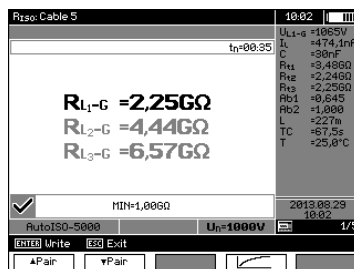 RISO: Cable 5
10:02
tn=00:35
RL1-G =2,25GΩ
RL2-G =4,44GΩ
RL3-G =6,57GΩ
MIN=1,00GΩ
UL1-G =1065V
IL =474,1nA
C =30nF
Rt1 =3,48GΩ
Rt2 =2,24GΩ
Rt3 =2,25GΩ
Ab1 =0,645
Ab2 =1,000
L =227m
TC =67,5s
T =25,0°C
2013.08.29
10:02
AutoISO-5000
Un=1000V
1/5
ENTER Write
ESC Exit
▲Pair
▼Pair